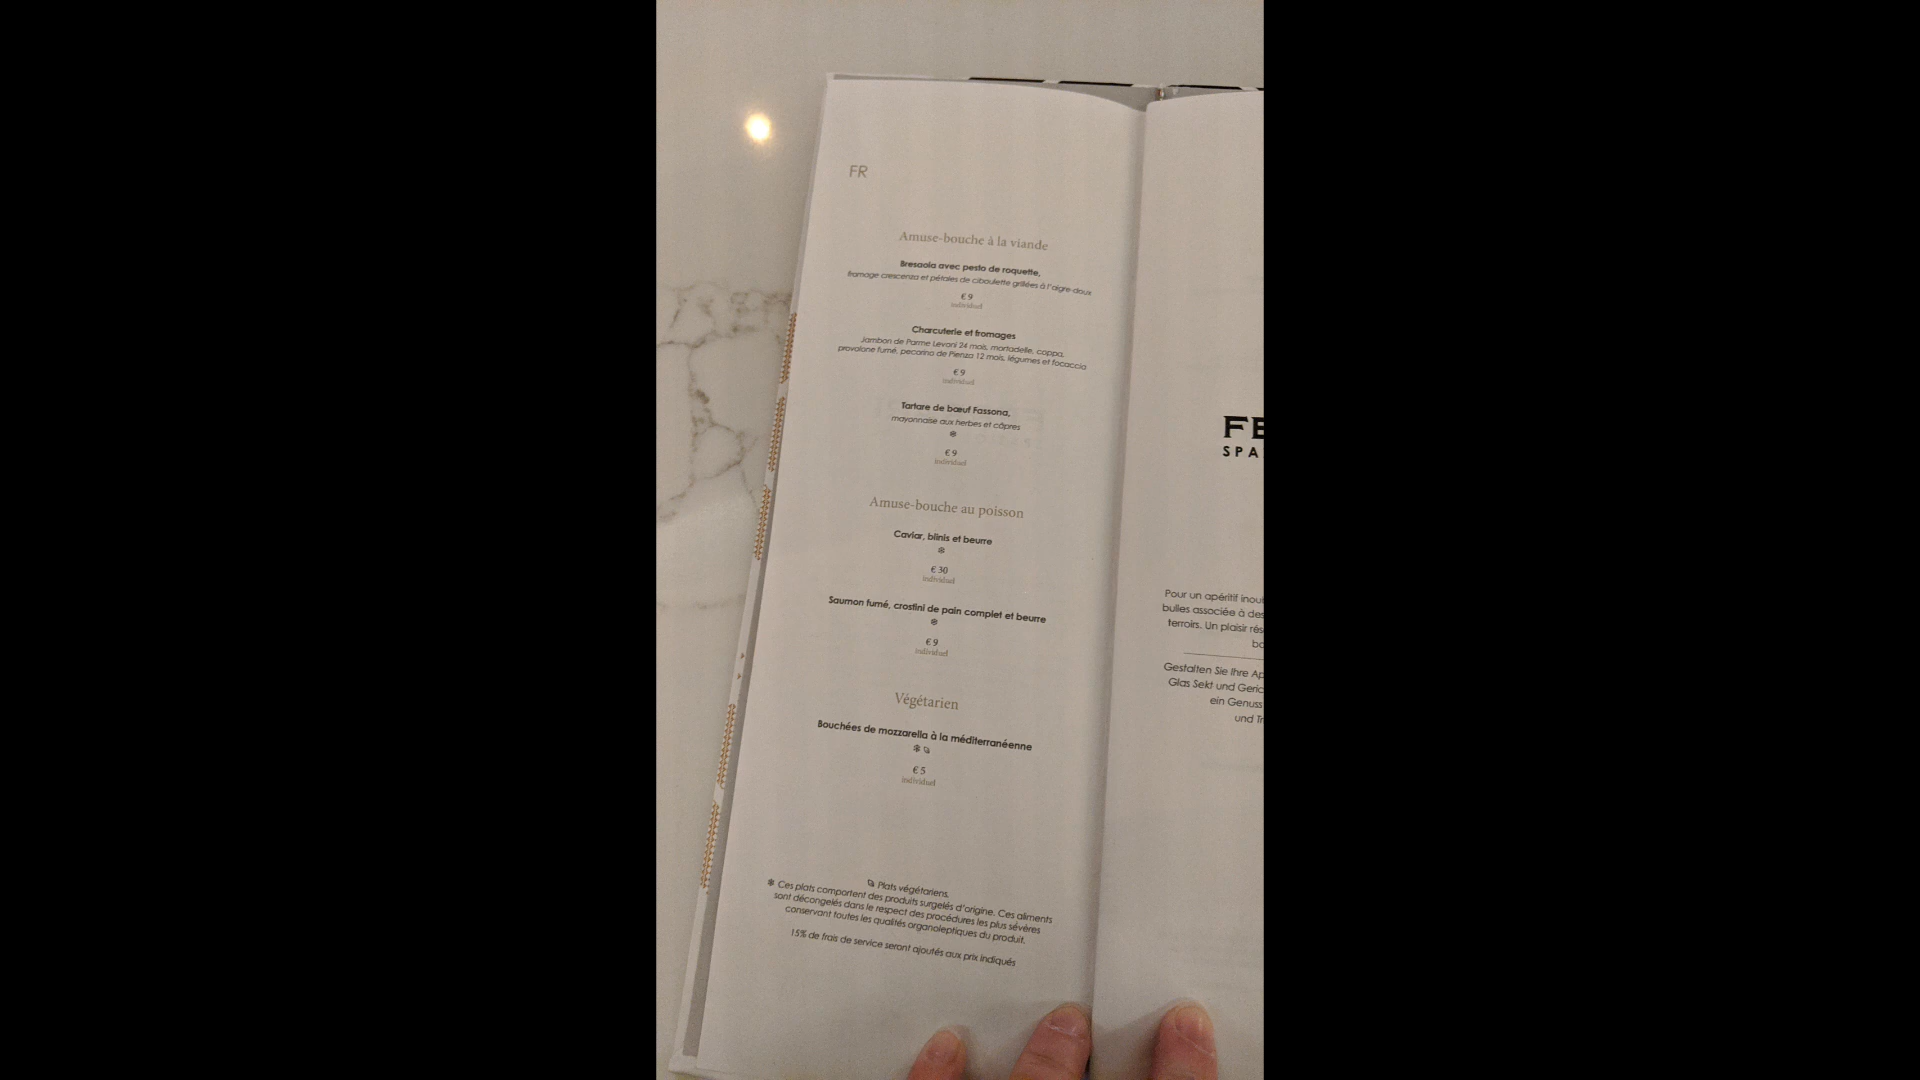 FR
Amuse-bouche à la viande
Bresaola avec pesto de roquette,
fromage crescenza et pétales de ciboulette grillées à l'aigre-doux
€ 9
individuel
Charcuterie et fromages
Jambon de Parme Levoni 24 mois, mortadelle, coppa,
provolone fumé, pecorino de Pienza 12 mois, légumes et focaccia
€ 9
individuel
Tartare de bœuf Fassona,
mayonnaise aux herbes et câpres
❄
€ 9
individuel
Amuse-bouche au poisson
Caviar, blinis et beurre
❄
€ 30
individuel
Saumon fumé, crostini de pain complet et beurre
❄
€ 9
individuel
Végétarien
Bouchées de mozzarella à la méditerranéenne
❄
€ 5
individuel
Plats végétariens.
❄ Ces plats comportent des produits surgelés d'origine. Ces aliments
sont décongelés dans le respect des procédures les plus sévères
conservant toutes les qualités organoleptiques du produit.
15% de frais de service seront ajoutés aux prix indiqués
FE
SPA
Pour un apéritif inou
bulles associée à des
terroirs. Un plaisir rés
bo
Gestalten Sie Ihre Ap
Glas Sekt und Geric
ein Genuss
und Tr